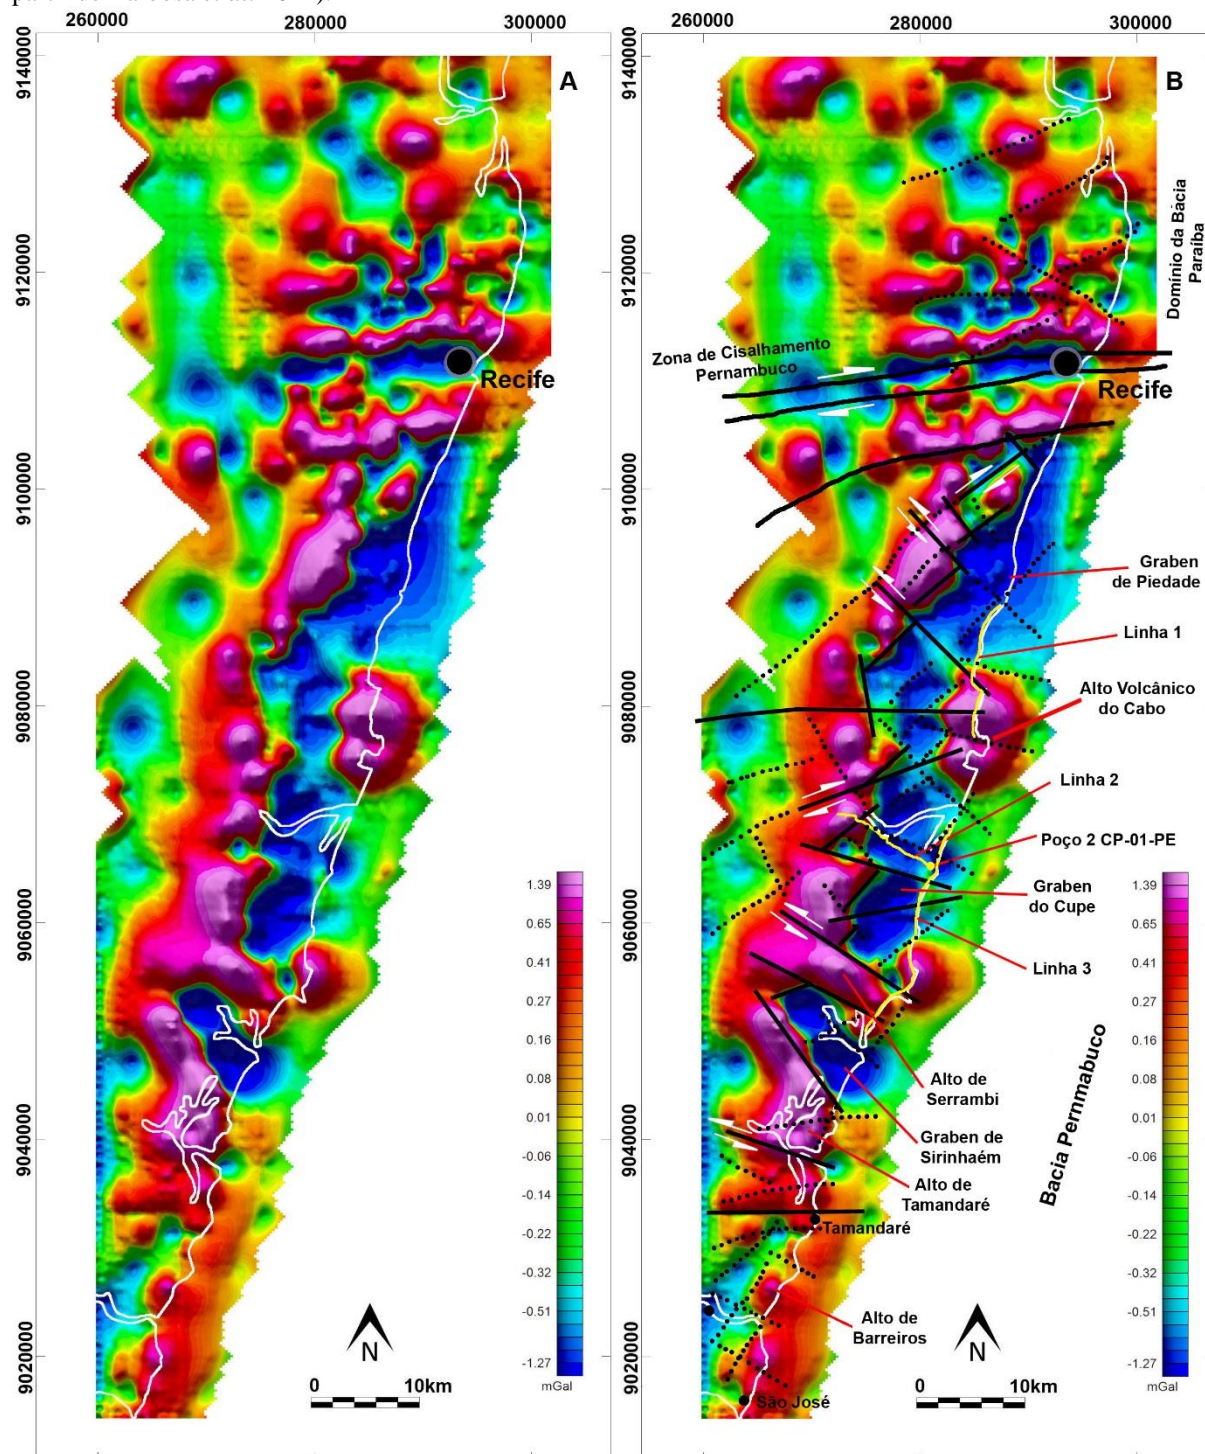 260000
280000
300000
260000
280000
300000
9140000
9120000
9100000
9080000
9060000
9040000
9020000
A
Recife
1.39
0.65
0.41
0.27
0.16
0.08
0.01
-0.06
-0.14
-0.22
-0.32
-0.51
-1.27
mGal
N
0
10km
9140000
9120000
9100000
9080000
9060000
9040000
9020000
B
Domínio da Bacia
Paraíba
Zona de Cisalhamento
Pernambuco
Recife
Graben
de Piedade
Linha 1
Alto Volcânico
do Cabo
Linha 2
Poço 2 CP-01-PE
Graben
do Cupe
Linha 3
Bacia Pernmabuco
Alto de
Serrambi
Graben de
Sirinhaém
Alto de
Tamandaré
Tamandaré
Alto de
Barreiros
São José
1.39
0.65
0.41
0.27
0.16
0.08
0.01
-0.06
-0.14
-0.22
-0.32
-0.51
-1.27
mGal
N
0
10km